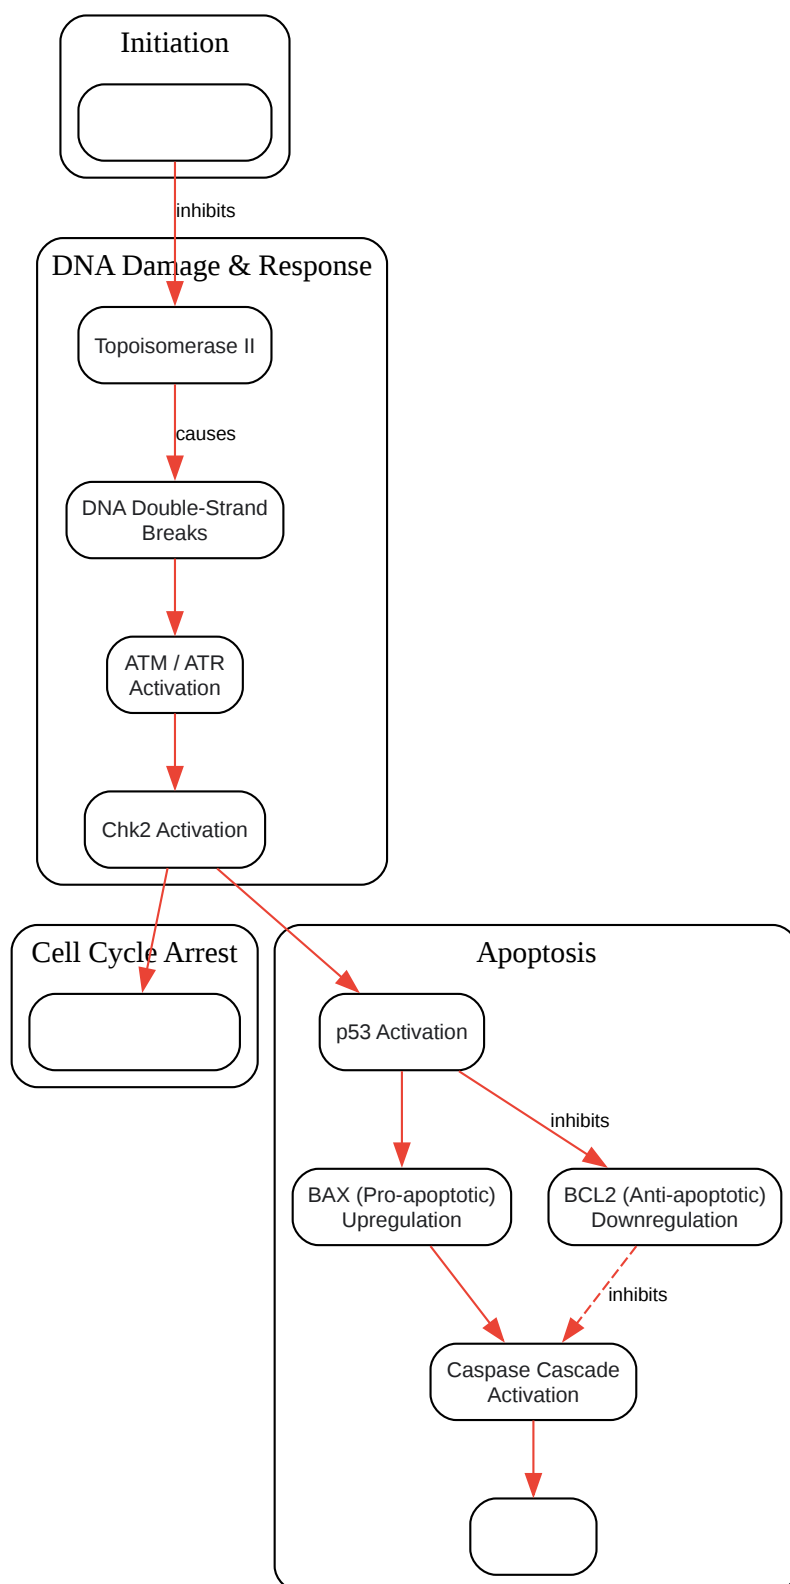 Initiation
inhibits
DNA Damage & Response
Topoisomerase II
causes
DNA Double-Strand
Breaks
ATM / ATR
Activation
Chk2 Activation
Cell Cycle Arrest
Apoptosis
p53 Activation
inhibits
BAX (Pro-apoptotic)
Upregulation
BCL2 (Anti-apoptotic)
Downregulation
inhibits
Caspase Cascade
Activation